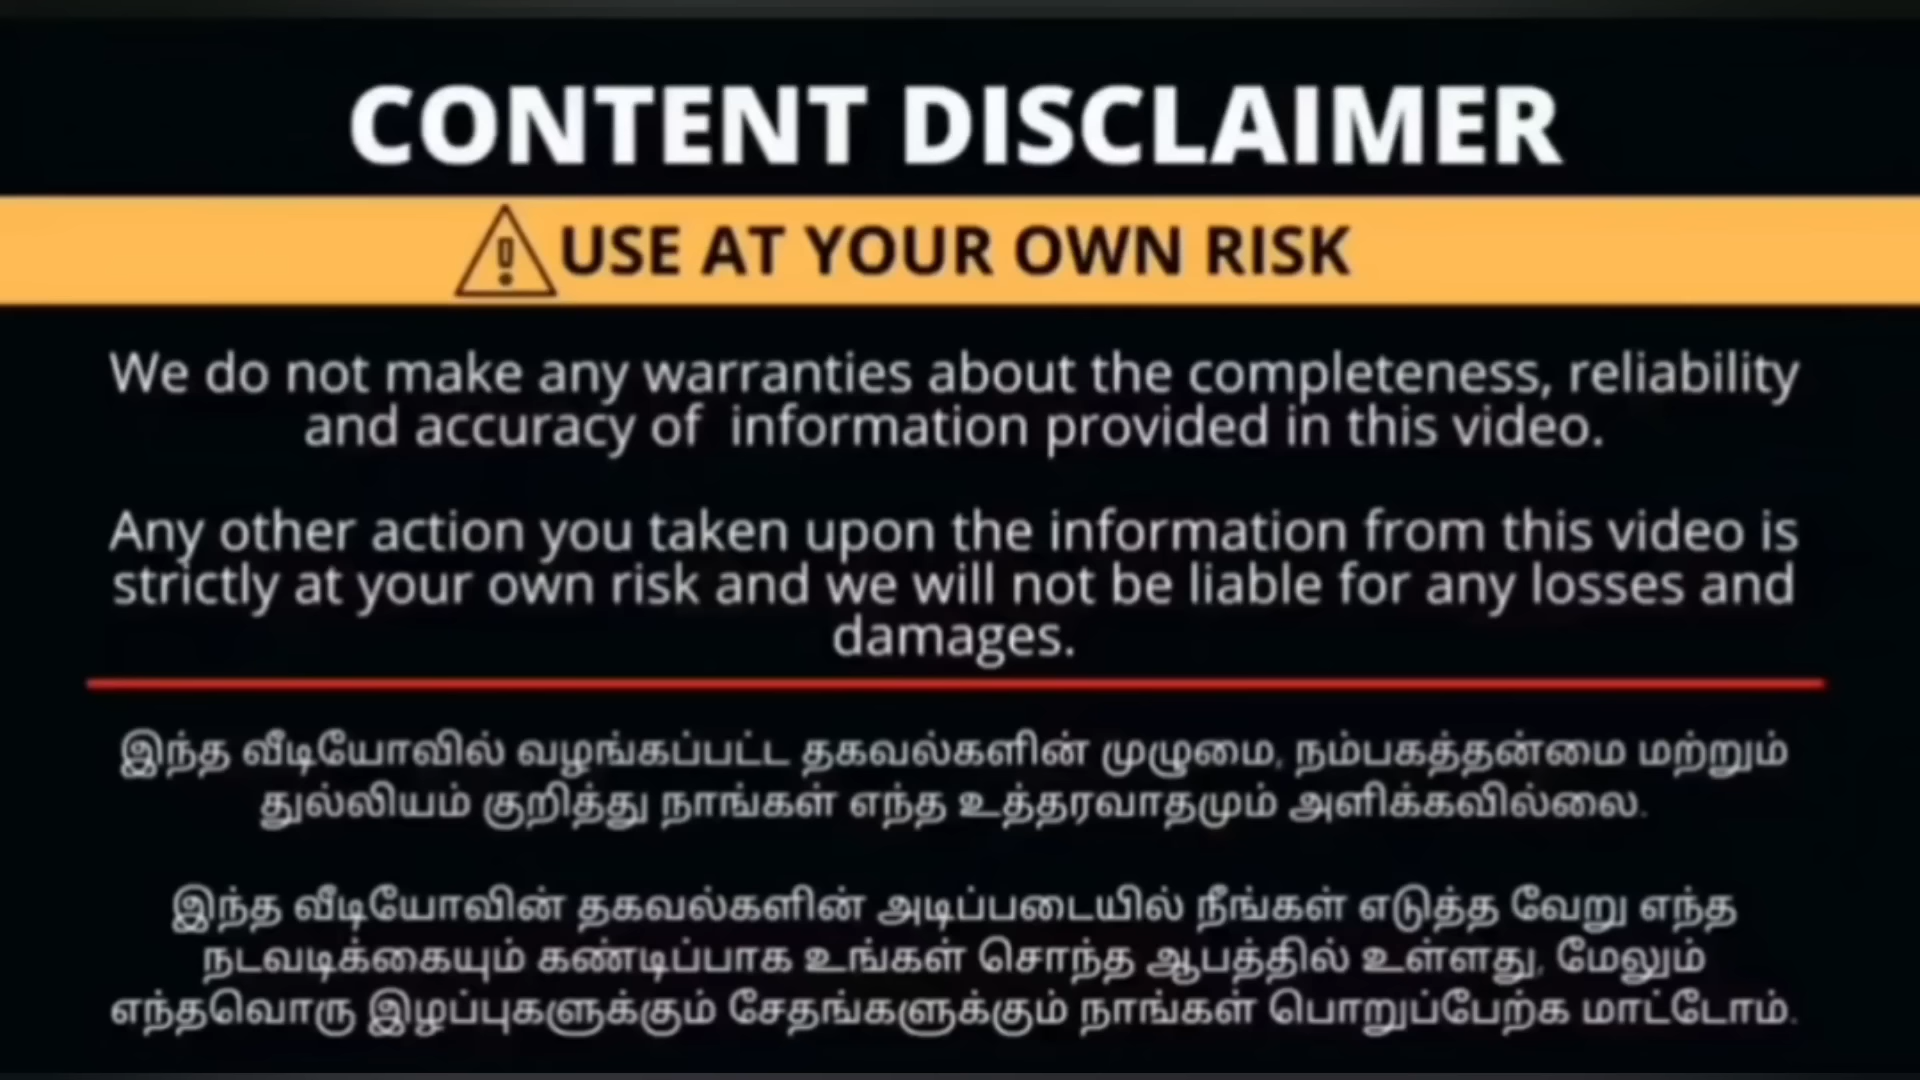 CONTENT DISCLAIMER
USE AT YOUR OWN RISK
We do not make any warranties about the completeness, reliability
and accuracy of information provided in this video.
Any other action you taken upon the information from this video is
strictly at your own risk and we will not be liable for any losses and
damages.
இந்த வீடியோவில் வழங்கப்பட்ட தகவல்களின் முழுமை, நம்பகத்தன்மை மற்றும்
துல்லியம் குறித்து நாங்கள் எந்த உத்தரவாதமும் அளிக்கவில்லை.
இந்த வீடியோவின் தகவல்களின் அடிப்படையில் நீங்கள் எடுத்த வேறு எந்த
நடவடிக்கையும் கண்டிப்பாக உங்கள் சொந்த ஆபத்தில் உள்ளது, மேலும்
எந்தவொரு இழப்புகளுக்கும் சேதங்களுக்கும் நாங்கள் பொறுப்பேற்க மாட்டோம்.